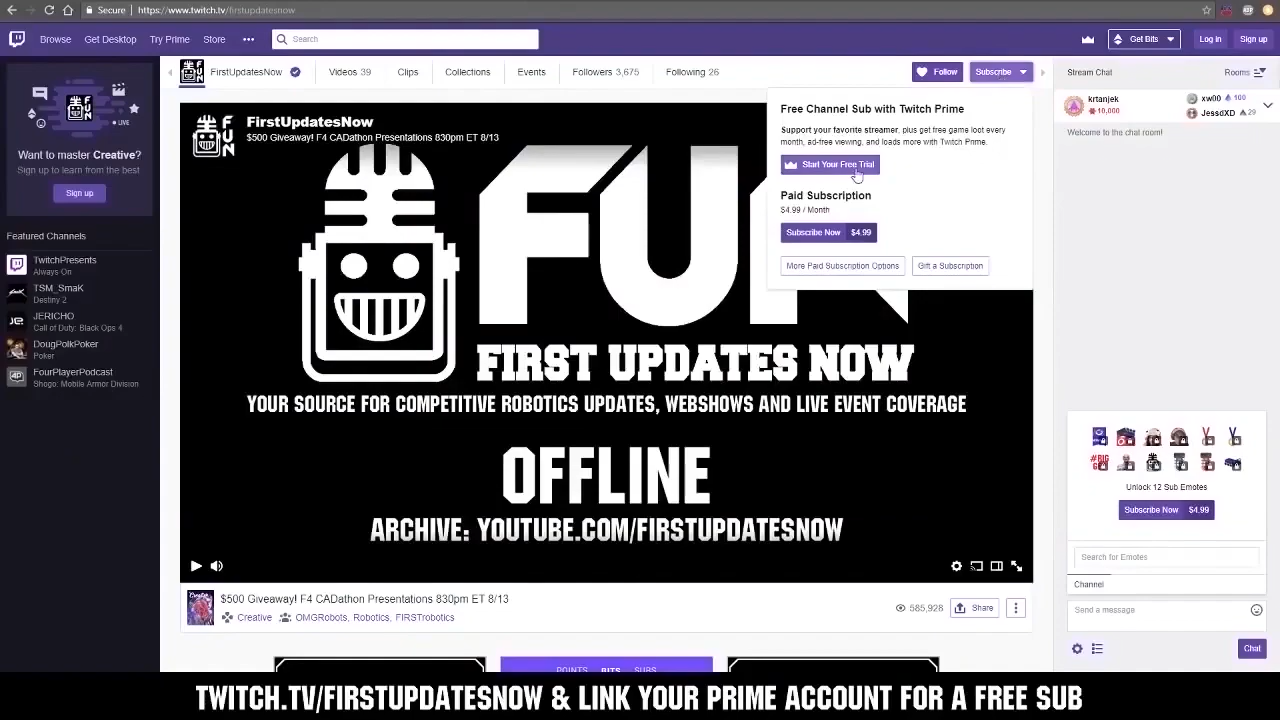 Secure
https://www.twitch.tv/firstupdatesnow
Browse
Get Desktop
Try Prime
Store
Search
Get Bits
Log in
Sign up
FUN
LIVE
Want to master Creative?
Sign up to learn from the best
Sign up
Featured Channels
TwitchPresents
Always On
TSM_SmaK
Destiny 2
JERICHO
Call of Duty: Black Ops 4
DougPolkPoker
Poker
FourPlayerPodcast
Shogo: Mobile Armor Division
FirstUpdatesNow
Videos 39
Clips
Collections
Events
Followers 3,675
Following 26
Follow
Subscribe
FirstUpdatesNow
$500 Giveaway! F4 CADathon Presentations 830pm ET 8/13
Free Channel Sub with Twitch Prime
Support your favorite streamer, plus get free game loot every
month, ad-free viewing, and loads more with Twitch Prime.
Start Your Free Trial
Paid Subscription
$4.99 / Month
Subscribe Now $4.99
More Paid Subscription Options
Gift a Subscription
FUN
FIRST UPDATES NOW
YOUR SOURCE FOR COMPETITIVE ROBOTICS UPDATES, WEBSHOWS AND LIVE EVENT COVERAGE
OFFLINE
ARCHIVE: YOUTUBE.COM/FIRSTUPDATESNOW
$500 Giveaway! F4 CADathon Presentations 830pm ET 8/13
Creative
OMGRobots, Robotics, FIRSTrobotics
585,928
Share
POINTS BITS SUBS
Stream Chat
Rooms
krtanjek
10,000
xw00 100
JessdXD 29
Welcome to the chat room!
Unlock 12 Sub Emotes
Subscribe Now $4.99
Search for Emotes
Channel
Send a message
Chat
TWITCH.TV/FIRSTUPDATESNOW & LINK YOUR PRIME ACCOUNT FOR A FREE SUB